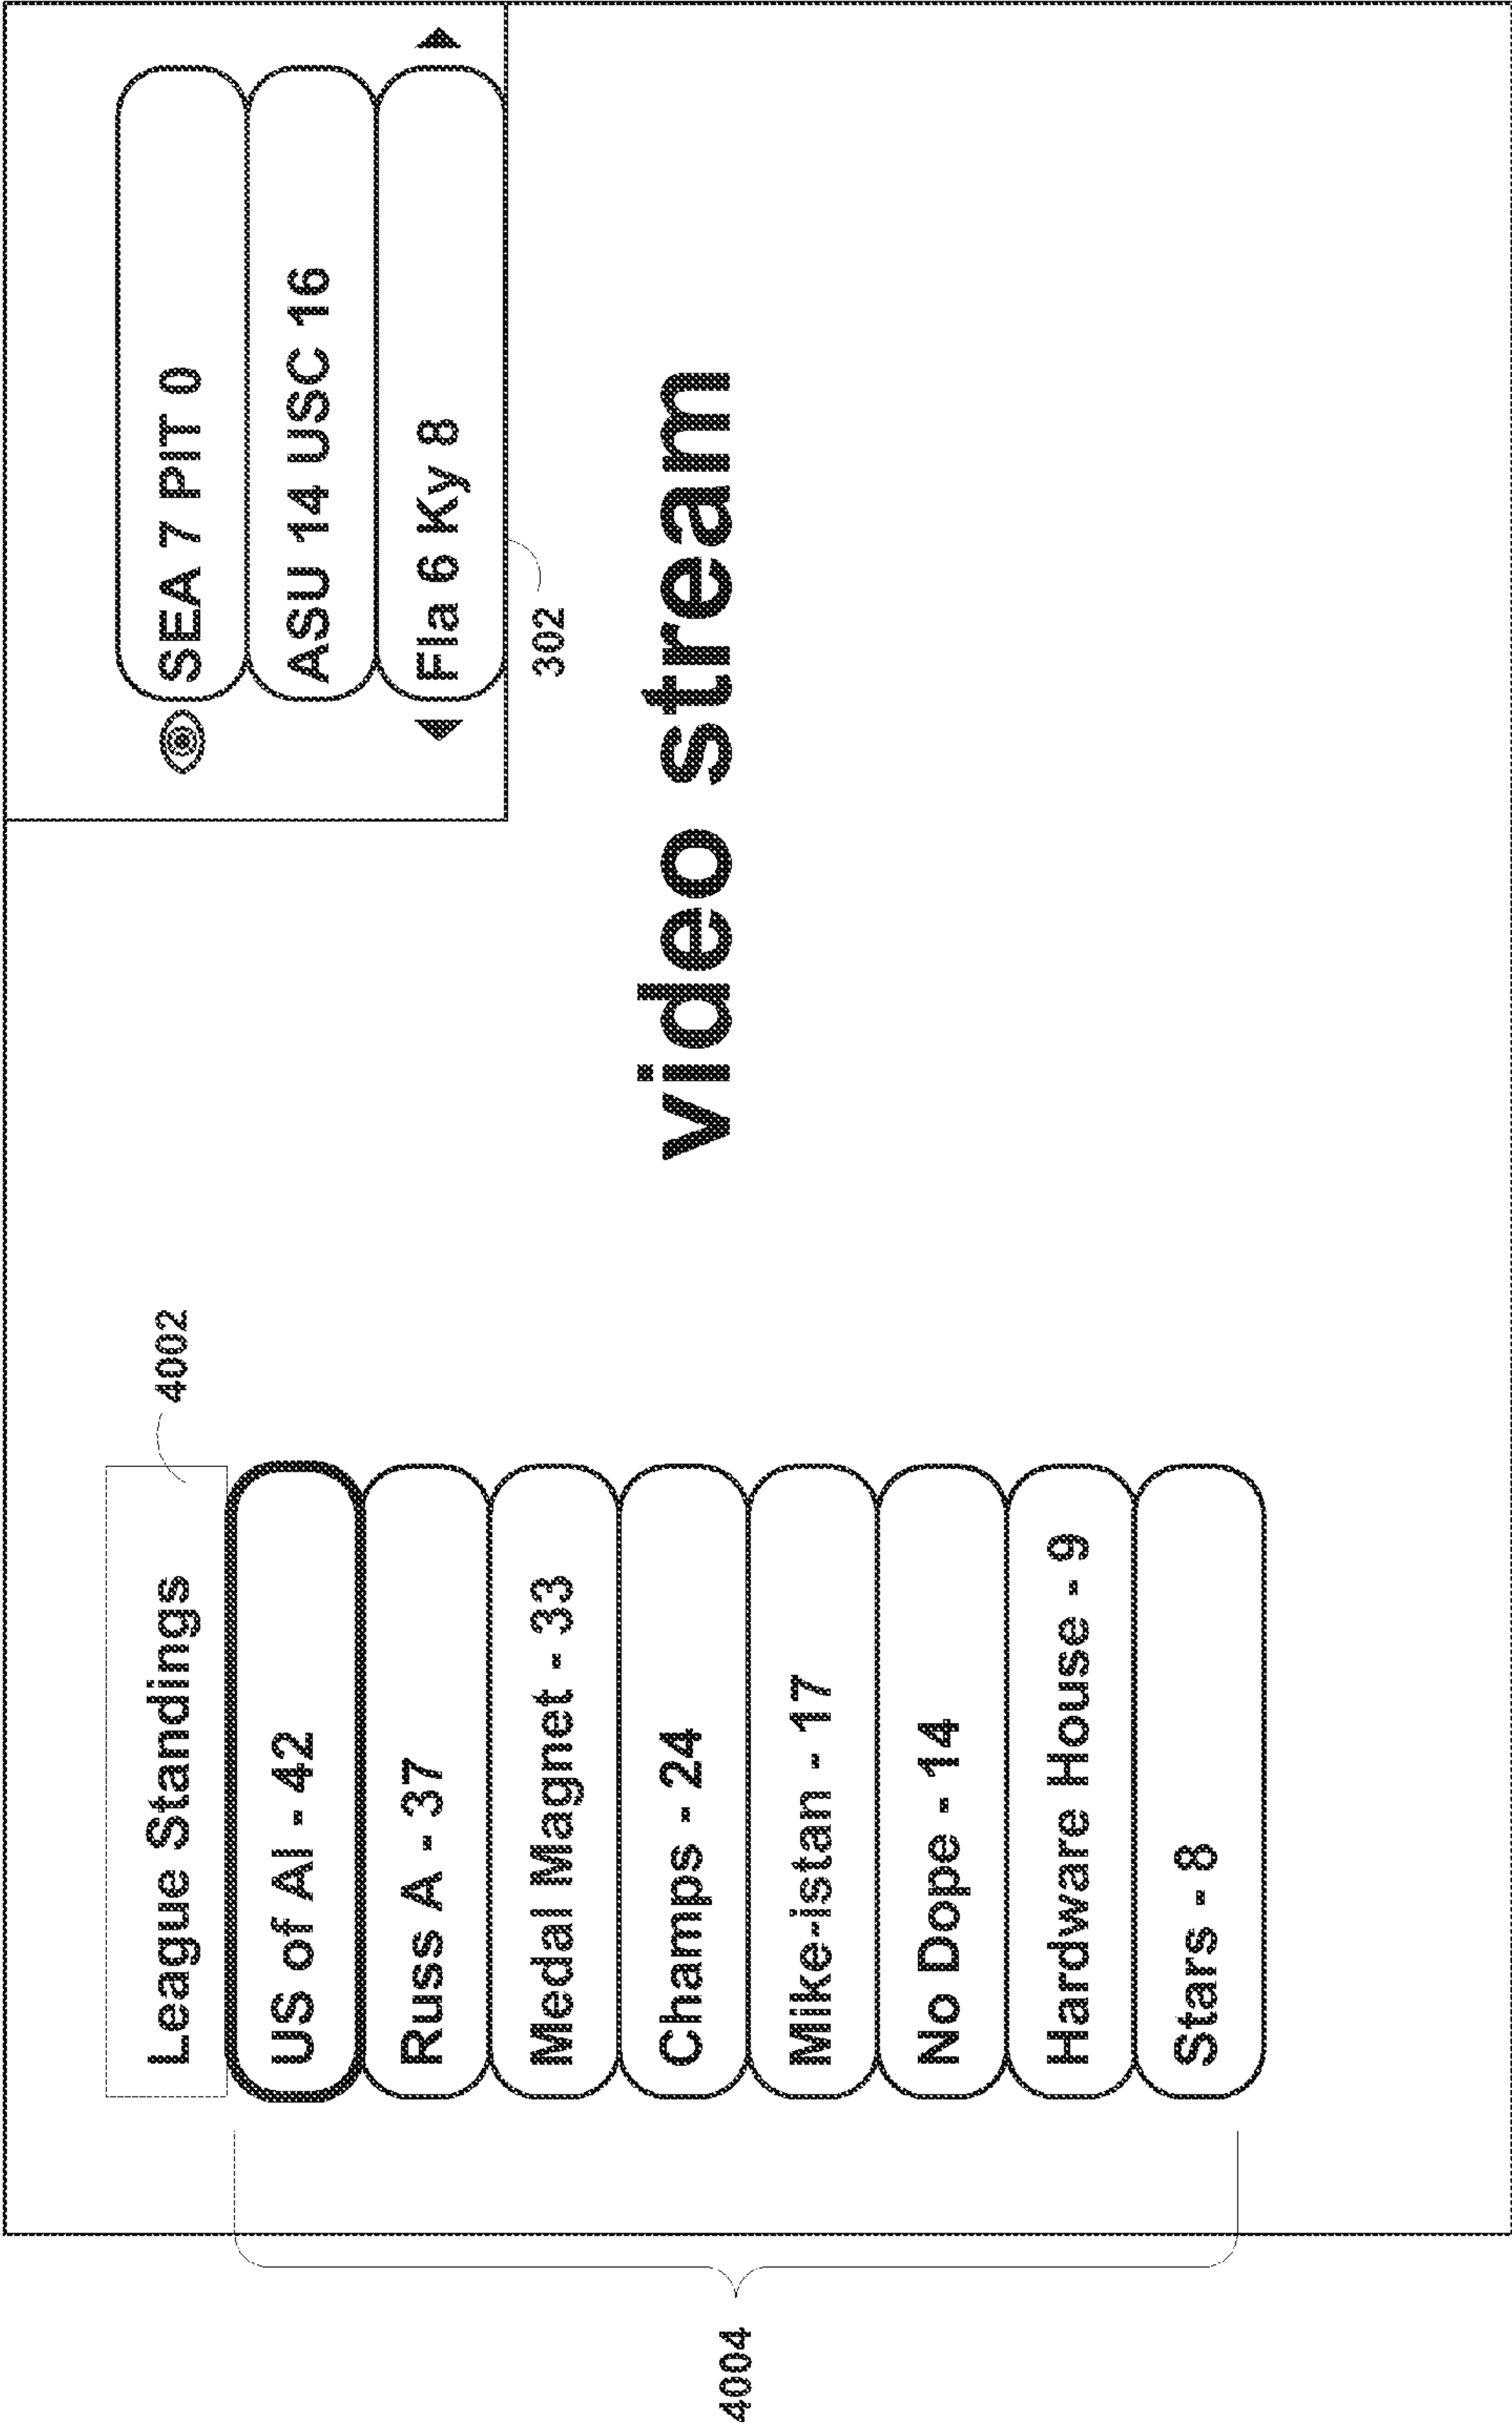 League Standings
4002
US of Al - 42
Russ A - 37
Medal Magnet - 33
Champs - 24
Mike-istan - 17
No Dope - 14
Hardware House - 9
Stars - 8
4004
SEA 7 PIT 0
ASU 14 USC 16
Fla 6 Ky 8
302
video stream